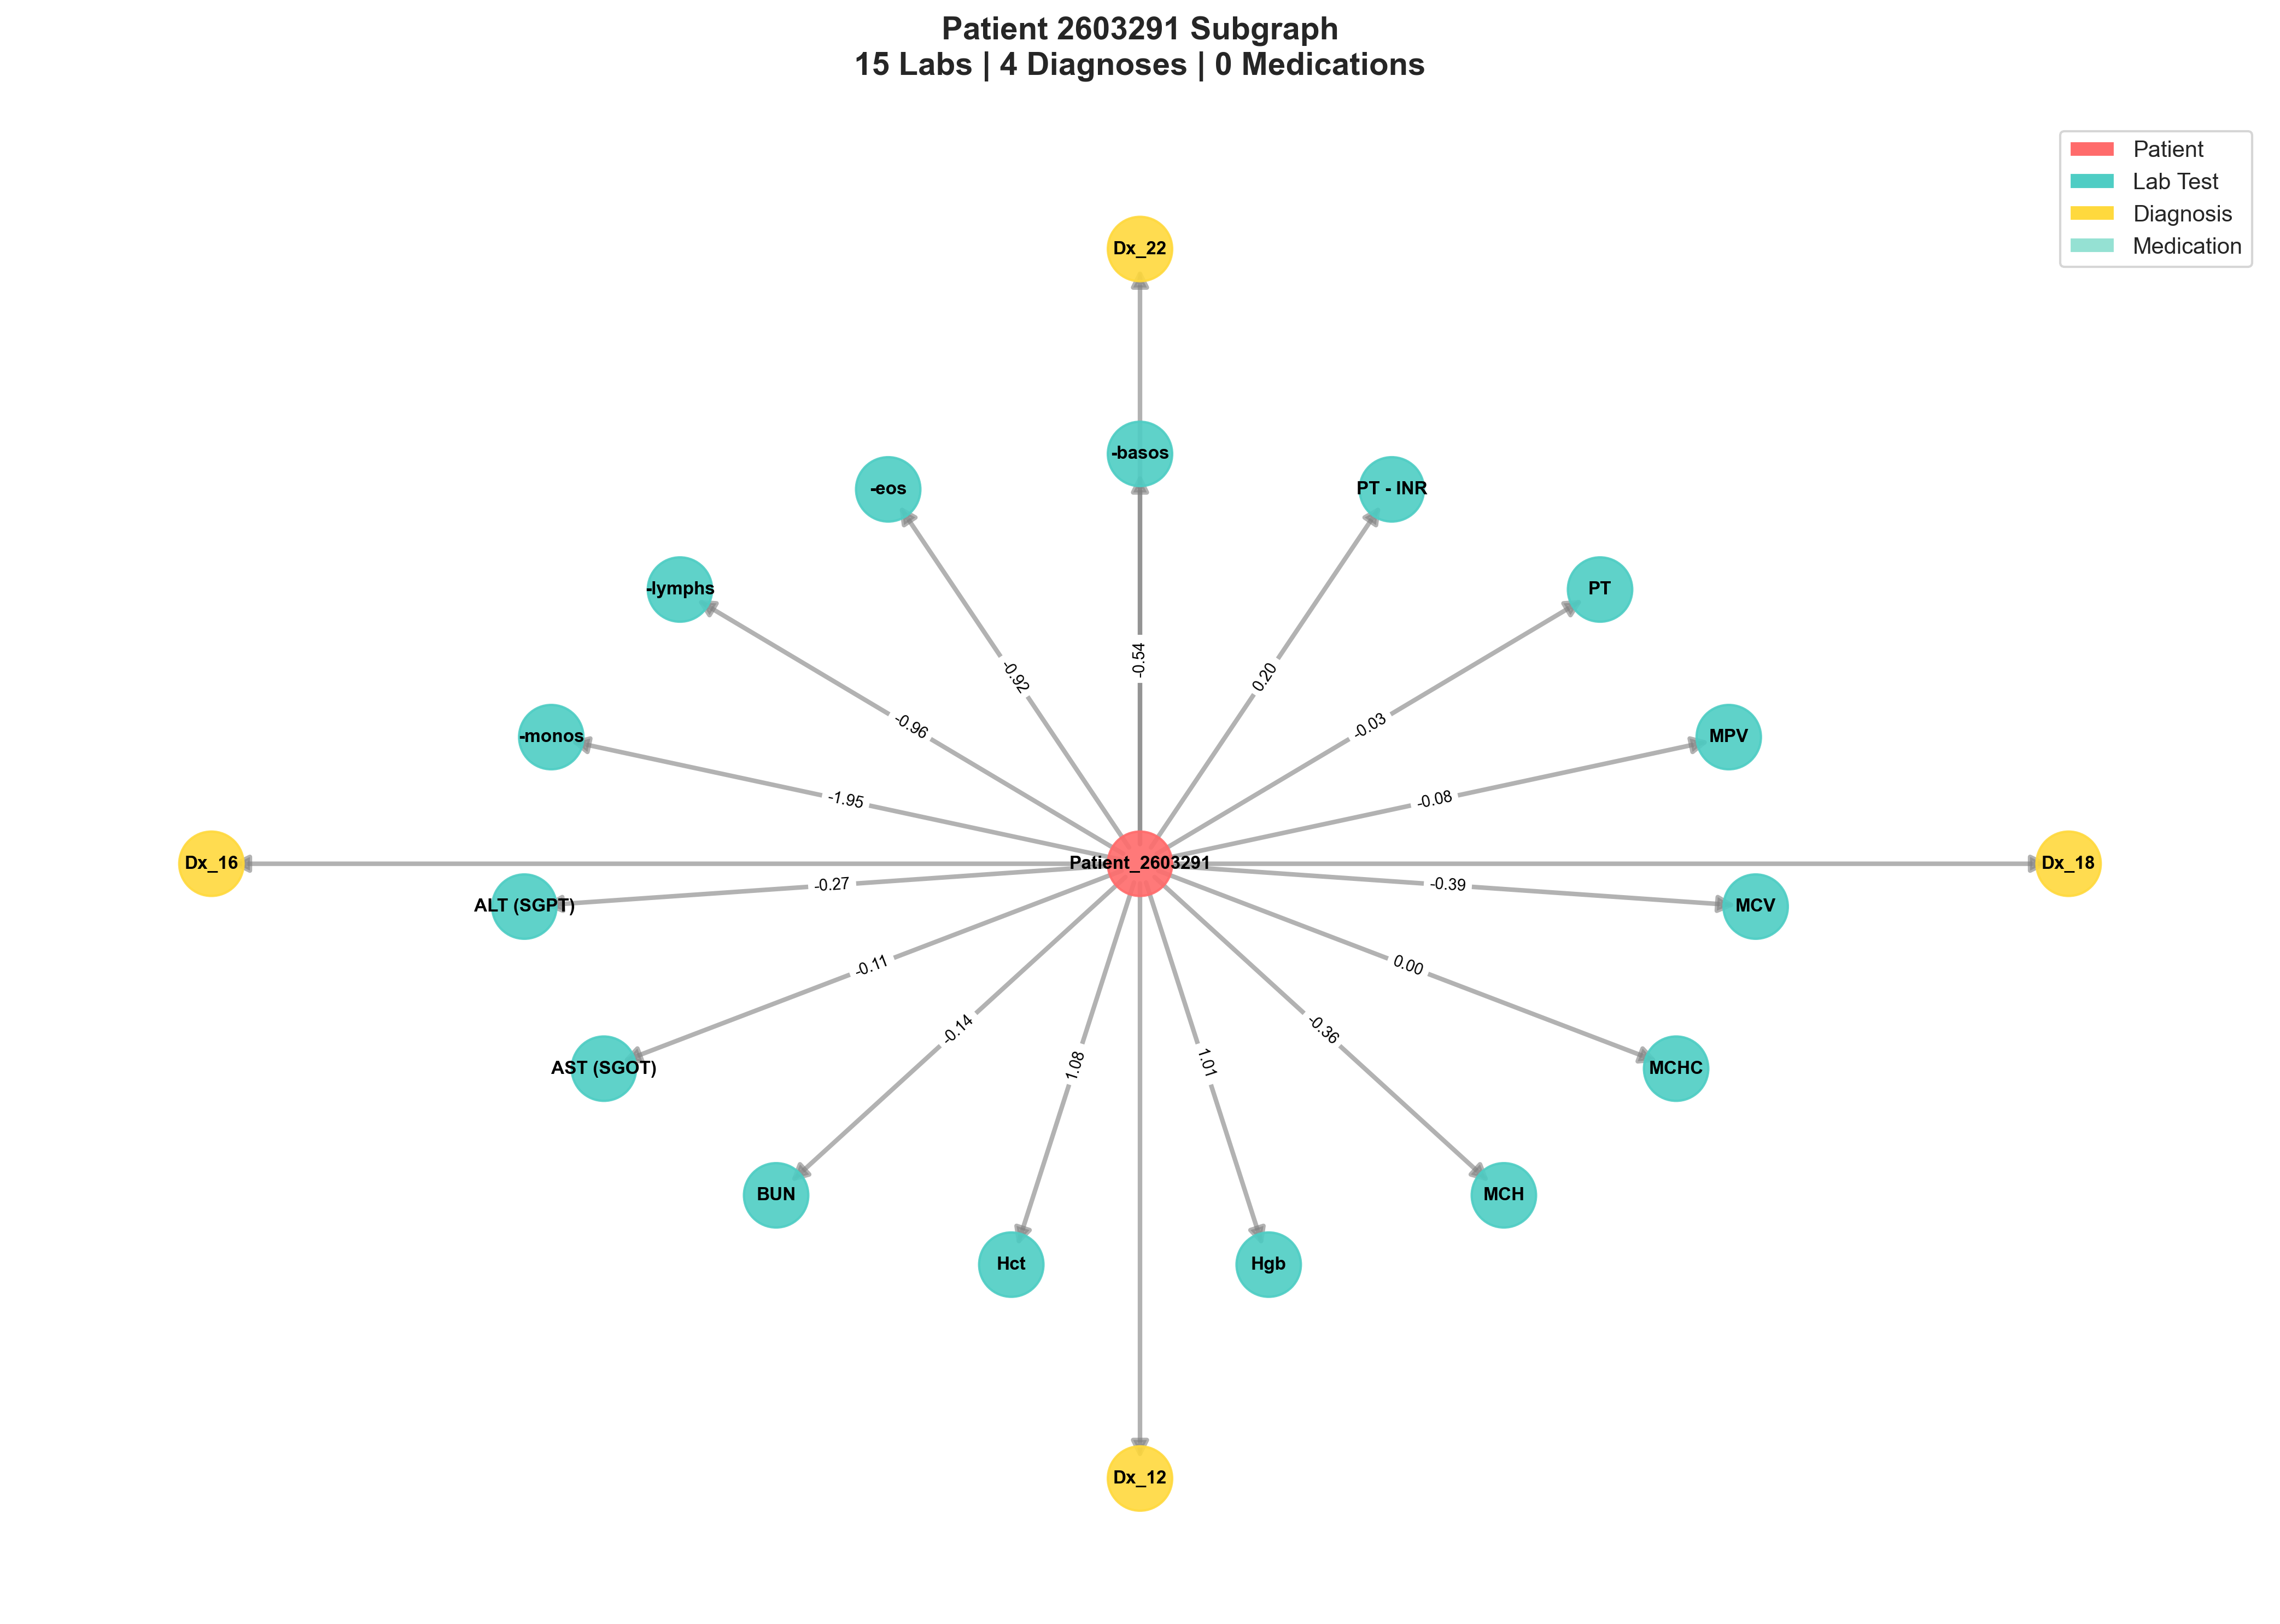 Patient 2603291 Subgraph
15 Labs | 4 Diagnoses | 0 Medications
Patient
Lab Test
Diagnosis
Medication
Dx_22
-basos
-eos
PT - INR
-lymphs
PT
-0.54
-0.92
0.20
-0.96
-0.03
-monos
MPV
-1.95
-0.08
Dx_16
Patient_2603291
Dx_18
-0.27
-0.39
ALT (SGPT)
MCV
-0.11
0.00
-0.14
-0.36
AST (SGOT)
MCHC
1.08
1.01
BUN
MCH
Hct
Hgb
Dx_12